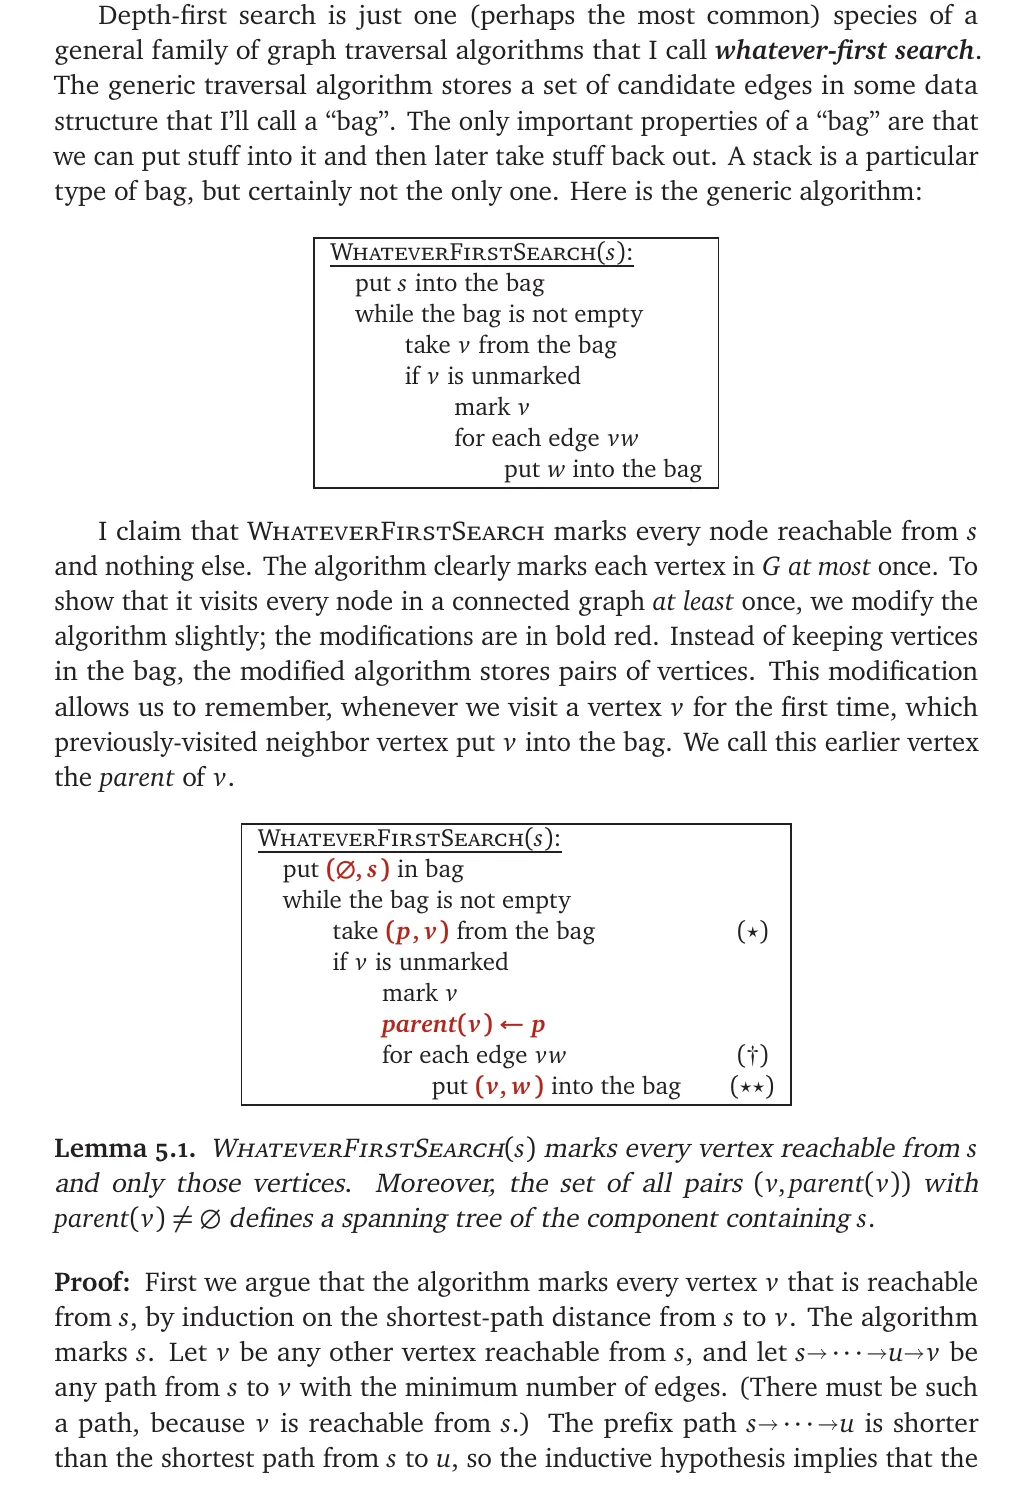 Depth-first search is just one (perhaps the most common) species of a
general family of graph traversal algorithms that I call whatever-first search.
The generic traversal algorithm stores a set of candidate edges in some data
structure that I’ll call a “bag”. The only important properties of a “bag” are that
we can put stuff into it and then later take stuff back out. A stack is a particular
type of bag, but certainly not the only one. Here is the generic algorithm:
WhateverFirstSearch(s):
put s into the bag
while the bag is not empty
take v from the bag
if v is unmarked
mark v
for each edge vw
put w into the bag
I claim that WhateverFirstSearch marks every node reachable from s
and nothing else. The algorithm clearly marks each vertex in G at most once. To
show that it visits every node in a connected graph at least once, we modify the
algorithm slightly; the modifications are in bold red. Instead of keeping vertices
in the bag, the modified algorithm stores pairs of vertices. This modification
allows us to remember, whenever we visit a vertex v for the first time, which
previously-visited neighbor vertex put v into the bag. We call this earlier vertex
the parent of v.
WhateverFirstSearch(s):
put (∅, s) in bag
while the bag is not empty
take (p, v) from the bag (⋆)
if v is unmarked
mark v
parent(v) ← p
for each edge vw (†)
put (v, w) into the bag (⋆⋆)
Lemma 5.1. WhateverFirstSearch(s) marks every vertex reachable from s
and only those vertices. Moreover, the set of all pairs (v, parent(v)) with
parent(v) ≠ ∅ defines a spanning tree of the component containing s.
Proof: First we argue that the algorithm marks every vertex v that is reachable
from s, by induction on the shortest-path distance from s to v. The algorithm
marks s. Let v be any other vertex reachable from s, and let s→···→u→v be
any path from s to v with the minimum number of edges. (There must be such
a path, because v is reachable from s.) The prefix path s→···→u is shorter
than the shortest path from s to u, so the inductive hypothesis implies that the